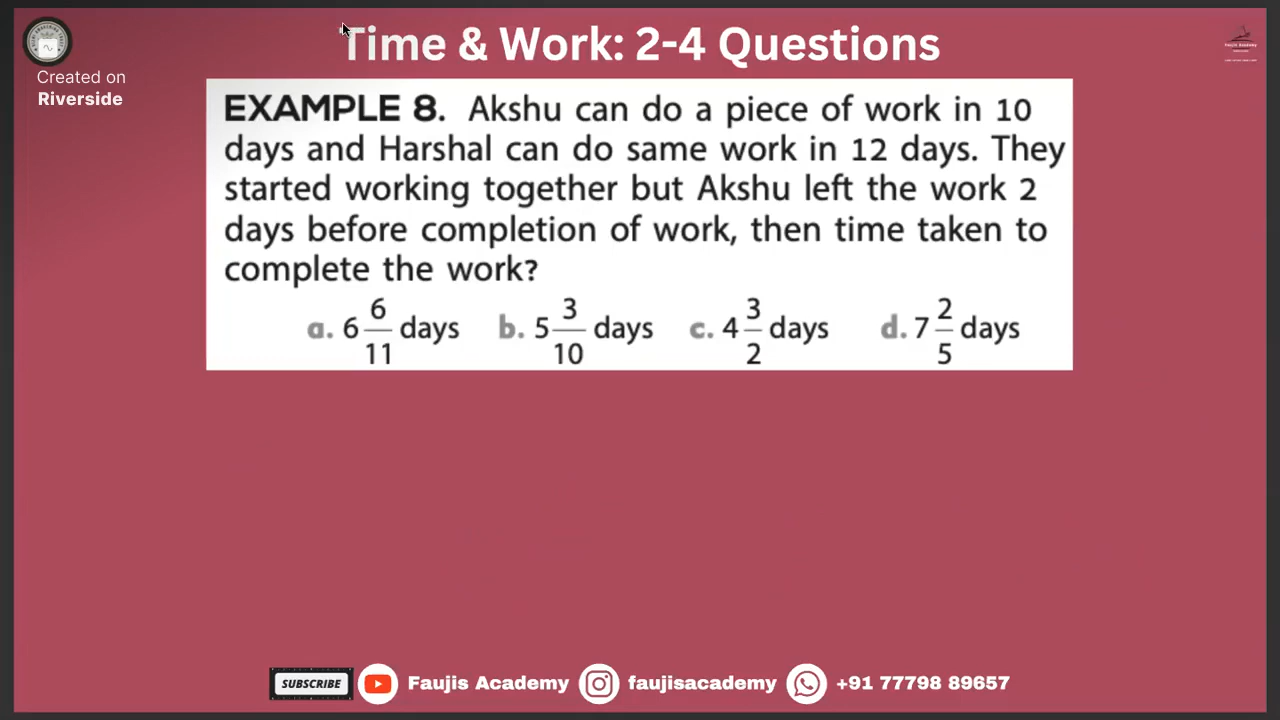 Time & Work: 2-4 Questions
Created on
Riverside
EXAMPLE 8. Akshu can do a piece of work in 10
days and Harshal can do same work in 12 days. They
started working together but Akshu left the work 2
days before completion of work, then time taken to
complete the work?
a. 6 6/11 days b. 5 3/10 days c. 4 3/2 days d. 7 2/5 days
SUBSCRIBE Faujis Academy faujisacademy +91 77798 89657